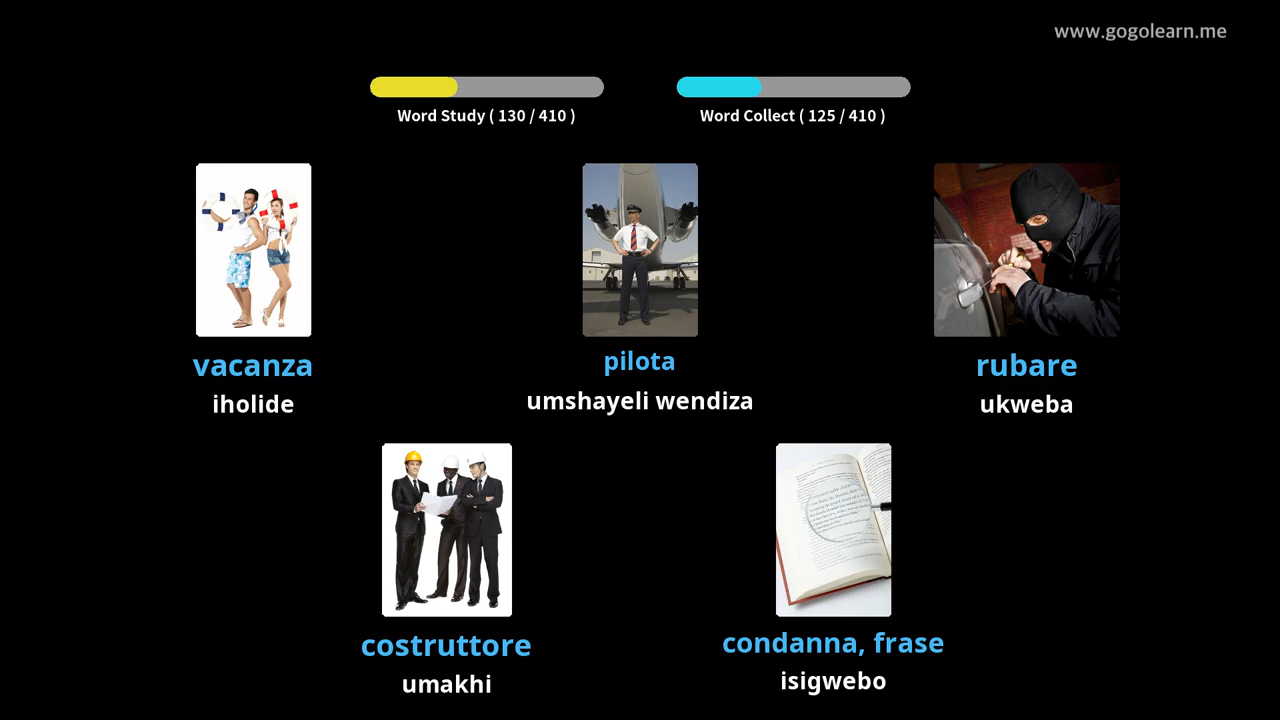 www.gogolearn.me
Word Study ( 130 / 410 )
Word Collect ( 125 / 410 )
vacanza
iholide
pilota
umshayeli wendiza
rubare
ukweba
costruttore
umakhi
condanna, frase
isigwebo